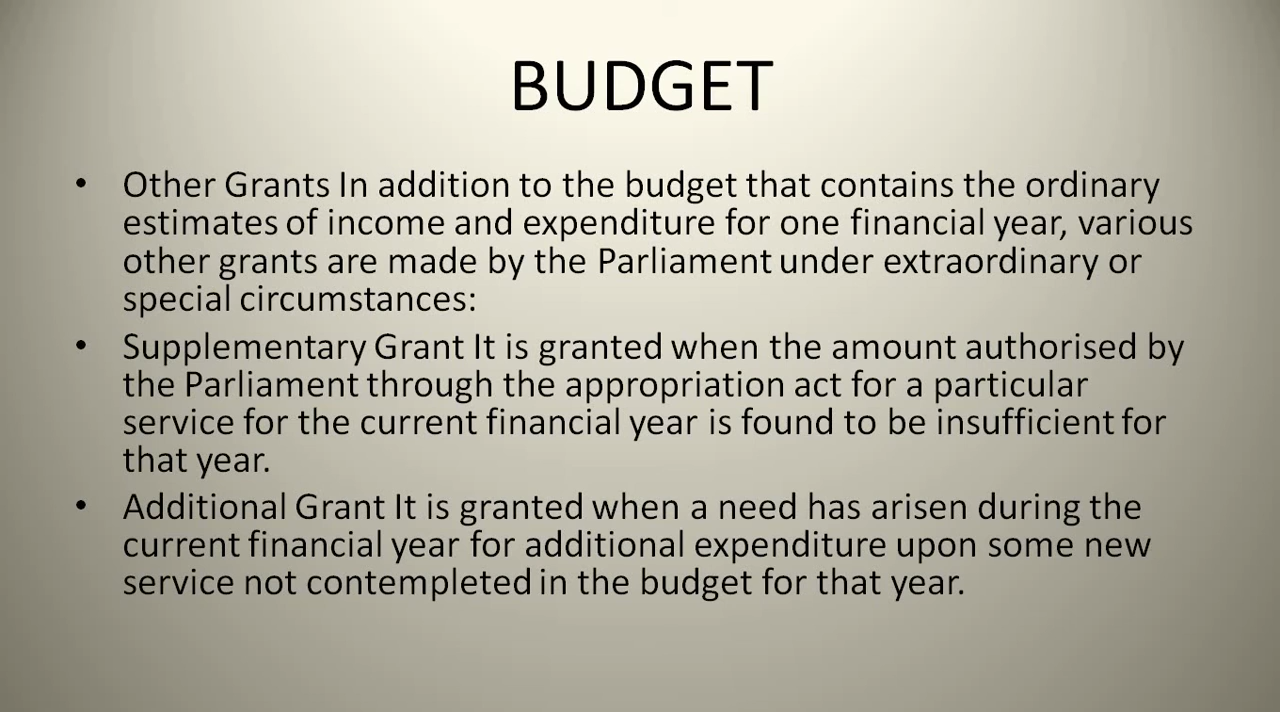 BUDGET
• Other Grants In addition to the budget that contains the ordinary
estimates of income and expenditure for one financial year, various
other grants are made by the Parliament under extraordinary or
special circumstances:
• Supplementary Grant It is granted when the amount authorised by
the Parliament through the appropriation act for a particular
service for the current financial year is found to be insufficient for
that year.
• Additional Grant It is granted when a need has arisen during the
current financial year for additional expenditure upon some new
service not contempleted in the budget for that year.